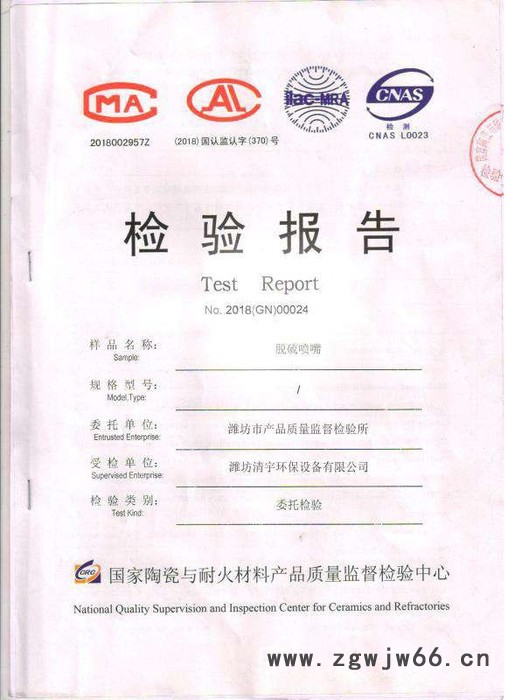 MA
AL
ilac-MRA
CNAS
检 测
CNAS L0023
2018002957Z
(2018)国认监认字(370)号
检 验 报 告
Test Report
No. 2018(GN)00024
样 品 名 称:
Sample:
脱硫喷嘴
规 格 型 号:
Model,Type:
/
委 托 单 位:
Entrusted Enterprise:
潍坊市产品质量监督检验所
受 检 单 位:
Supervised Enterprise:
潍坊清宇环保设备有限公司
检 验 类 别:
Test Kind:
委托检验
CRC
国家陶瓷与耐火材料产品质量监督检验中心
National Quality Supervision and Inspection Center for Ceramics and Refractories
www.zgwjw66.cn